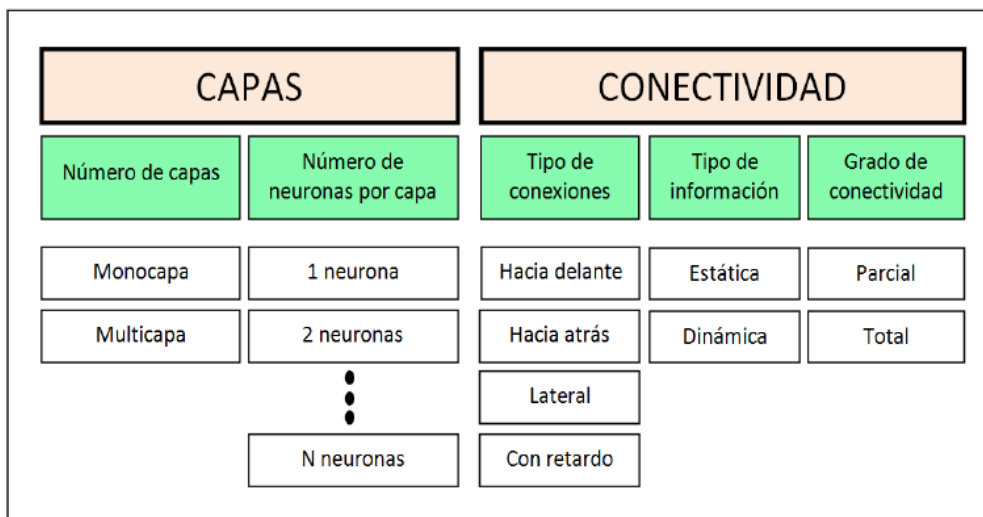 CAPAS
CONECTIVIDAD
Número de capas
Número de
neuronas por capa
Tipo de
conexiones
Tipo de
información
Grado de
conectividad
Monocapa
1 neurona
Hacia delante
Estática
Parcial
Multicapa
2 neuronas
Hacia atrás
Dinámica
Total
Lateral
N neuronas
Con retardo